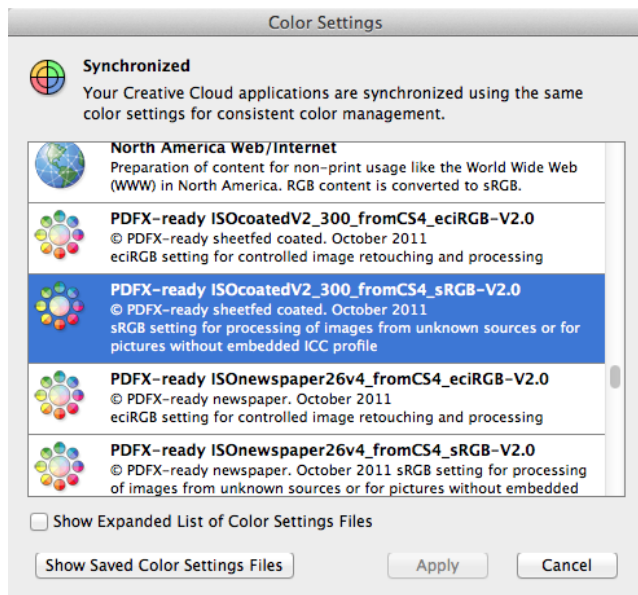 Color Settings
Synchronized
Your Creative Cloud applications are synchronized using the same
color settings for consistent color management.
North America Web/Internet
Preparation of content for non-print usage like the World Wide Web
(WWW) in North America. RGB content is converted to sRGB.
PDFX-ready ISOcoatedV2_300_fromCS4_eciRGB-V2.0
© PDFX-ready sheetfed coated. October 2011
eciRGB setting for controlled image retouching and processing
PDFX-ready ISOcoatedV2_300_fromCS4_sRGB-V2.0
© PDFX-ready sheetfed coated. October 2011
sRGB setting for processing of images from unknown sources or for
pictures without embedded ICC profile
PDFX-ready ISOnewspaper26v4_fromCS4_eciRGB-V2.0
© PDFX-ready newspaper. October 2011
eciRGB setting for controlled image retouching and processing
PDFX-ready ISOnewspaper26v4_fromCS4_sRGB-V2.0
© PDFX-ready newspaper. October 2011 sRGB setting for processing
of images from unknown sources or for pictures without embedded
Show Expanded List of Color Settings Files
Show Saved Color Settings Files
Apply
Cancel